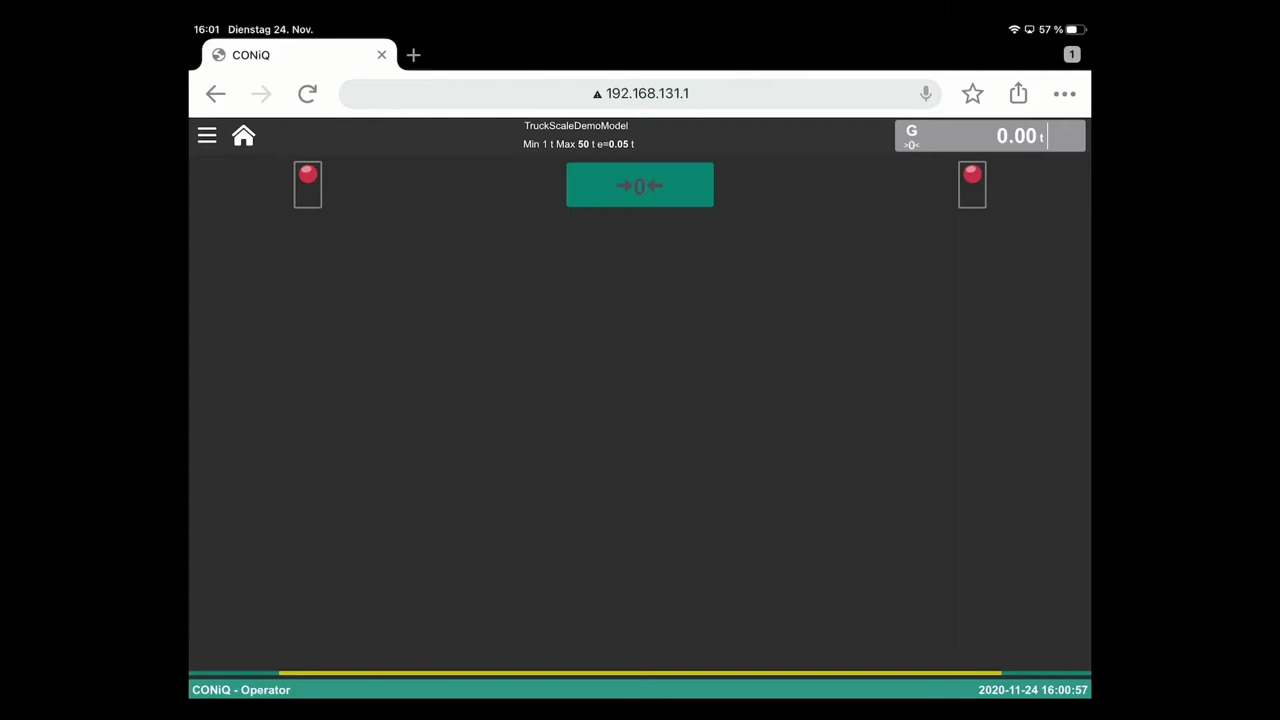 16:01 Dienstag 24. Nov. 57 %
CONiQ 1
192.168.131.1
TruckScaleDemoModel
Min 1 t Max 50 t e=0.05 t
G 0.00 t
>0<
→0←
CONiQ - Operator 2020-11-24 16:00:57